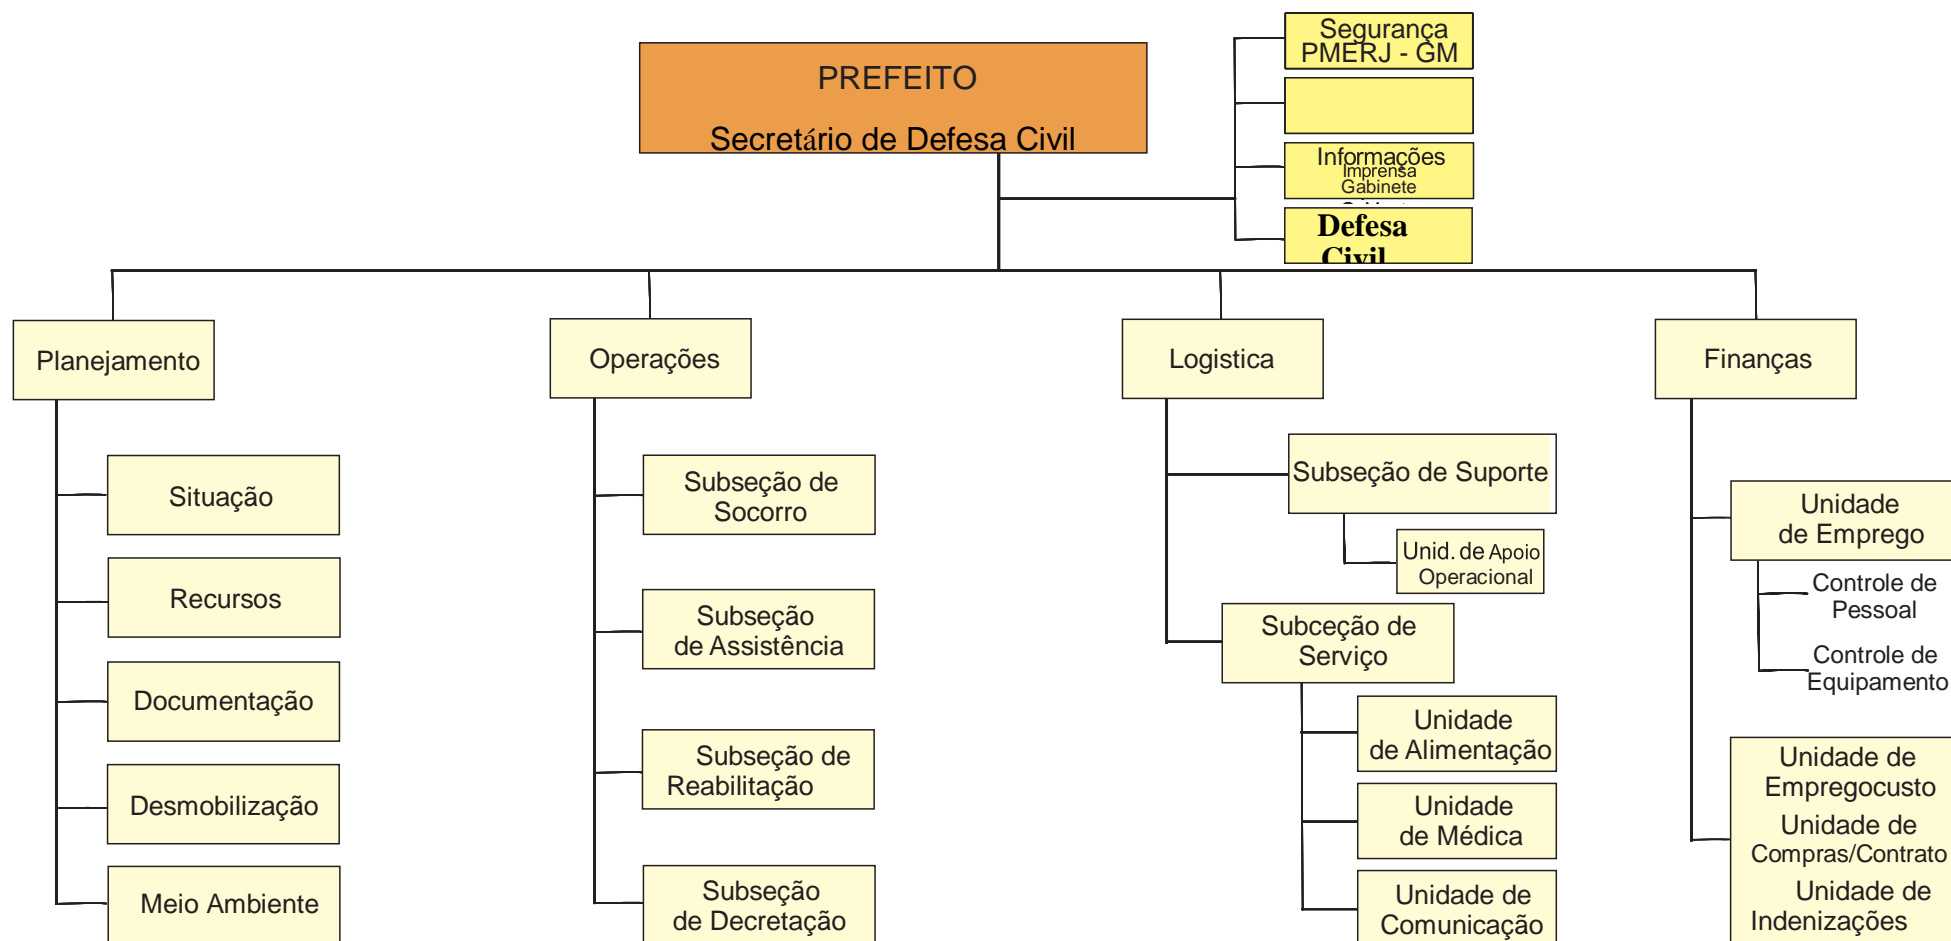 PREFEITO
Secretário de Defesa Civil
Segurança
PMERJ - GM
Informações
Imprensa
Gabinete
Defesa
Civil
Planejamento
Situação
Recursos
Documentação
Desmobilização
Meio Ambiente
Operações
Subseção de
Socorro
Subseção
de Assistência
Subseção de
Reabilitação
Subseção
de Decretação
Logistica
Subseção de Suporte
Unid. de Apoio
Operacional
Subceção de
Serviço
Unidade
de Alimentação
Unidade
de Médica
Unidade de
Comunicação
Finanças
Unidade
de Emprego
Controle de
Pessoal
Controle de
Equipamento
Unidade de
Empregocusto
Unidade de
Compras/Contrato
Unidade de
Indenizações